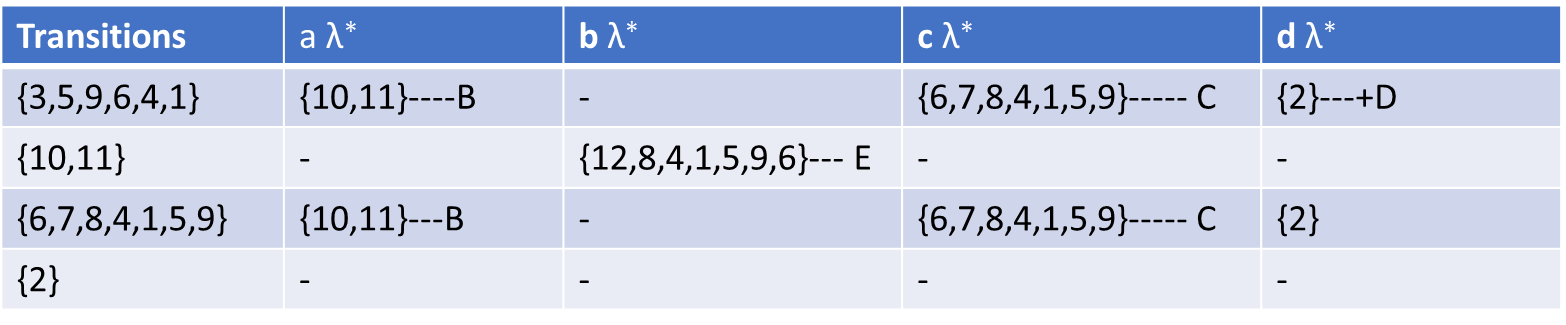 Transitions a λ* b λ* c λ* d λ*
{3,5,9,6,4,1} {10,11}----B - {6,7,8,4,1,5,9}----- C {2}---+D
{10,11} - {12,8,4,1,5,9,6}--- E - -
{6,7,8,4,1,5,9} {10,11}---B - {6,7,8,4,1,5,9}----- C {2}
{2} - - - -